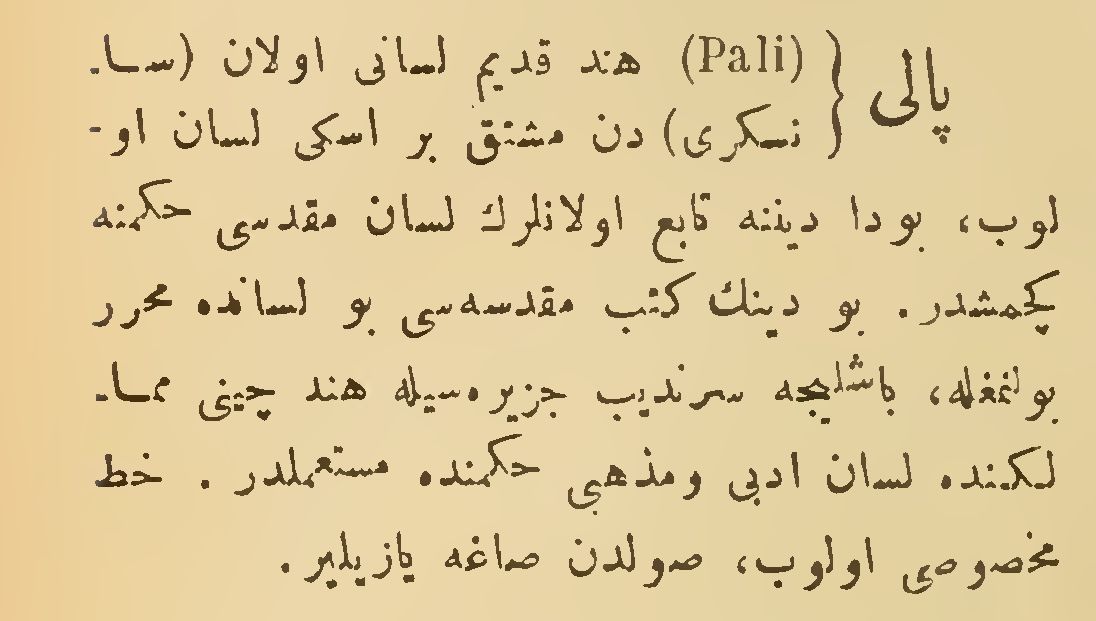 پالی { (Pali) هند قدیم لسانی اولان (سا-
نسکری) دن مشتق بر اسکی لسان او-
لوب، بودا دیننه تابع اولانلرك لسان مقدسی حکمنه
کچمشدر. بو دینك کتب مقدسه‌سی بو لسانده محرر
بولنمغله، باشلیجه سرندیب جزیره‌سیله هند چینی مما-
لکنده لسان ادبی ومذهبی حکمنده مستعملدر. خط
مخصوصی اولوب، صولدن صاغه یازیلیر.